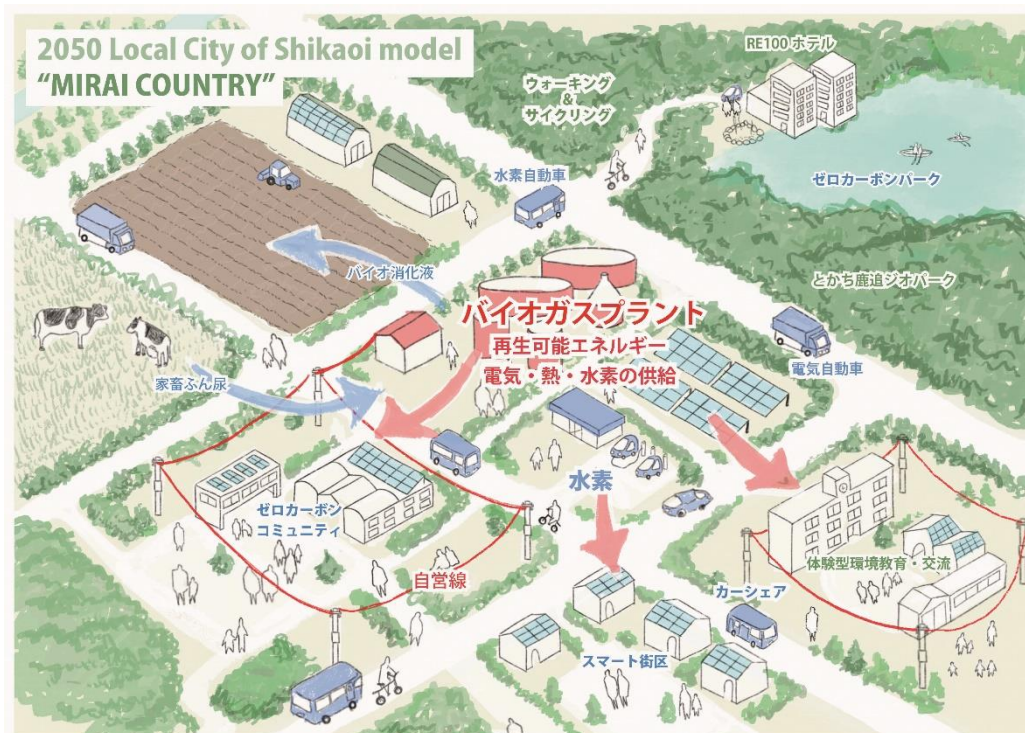 2050 Local City of Shikaoi model
“MIRAI COUNTRY”
RE100 ホテル
ウォーキング
&
サイクリング
水素自動車
ゼロカーボンパーク
バイオ消化液
とかち鹿追ジオパーク
バイオガスプラント
再生可能エネルギー
電気・熱・水素の供給
電気自動車
家畜ふん尿
水素
ゼロカーボン
コミュニティ
自営線
体験型環境教育・交流
カーシェア
スマート街区